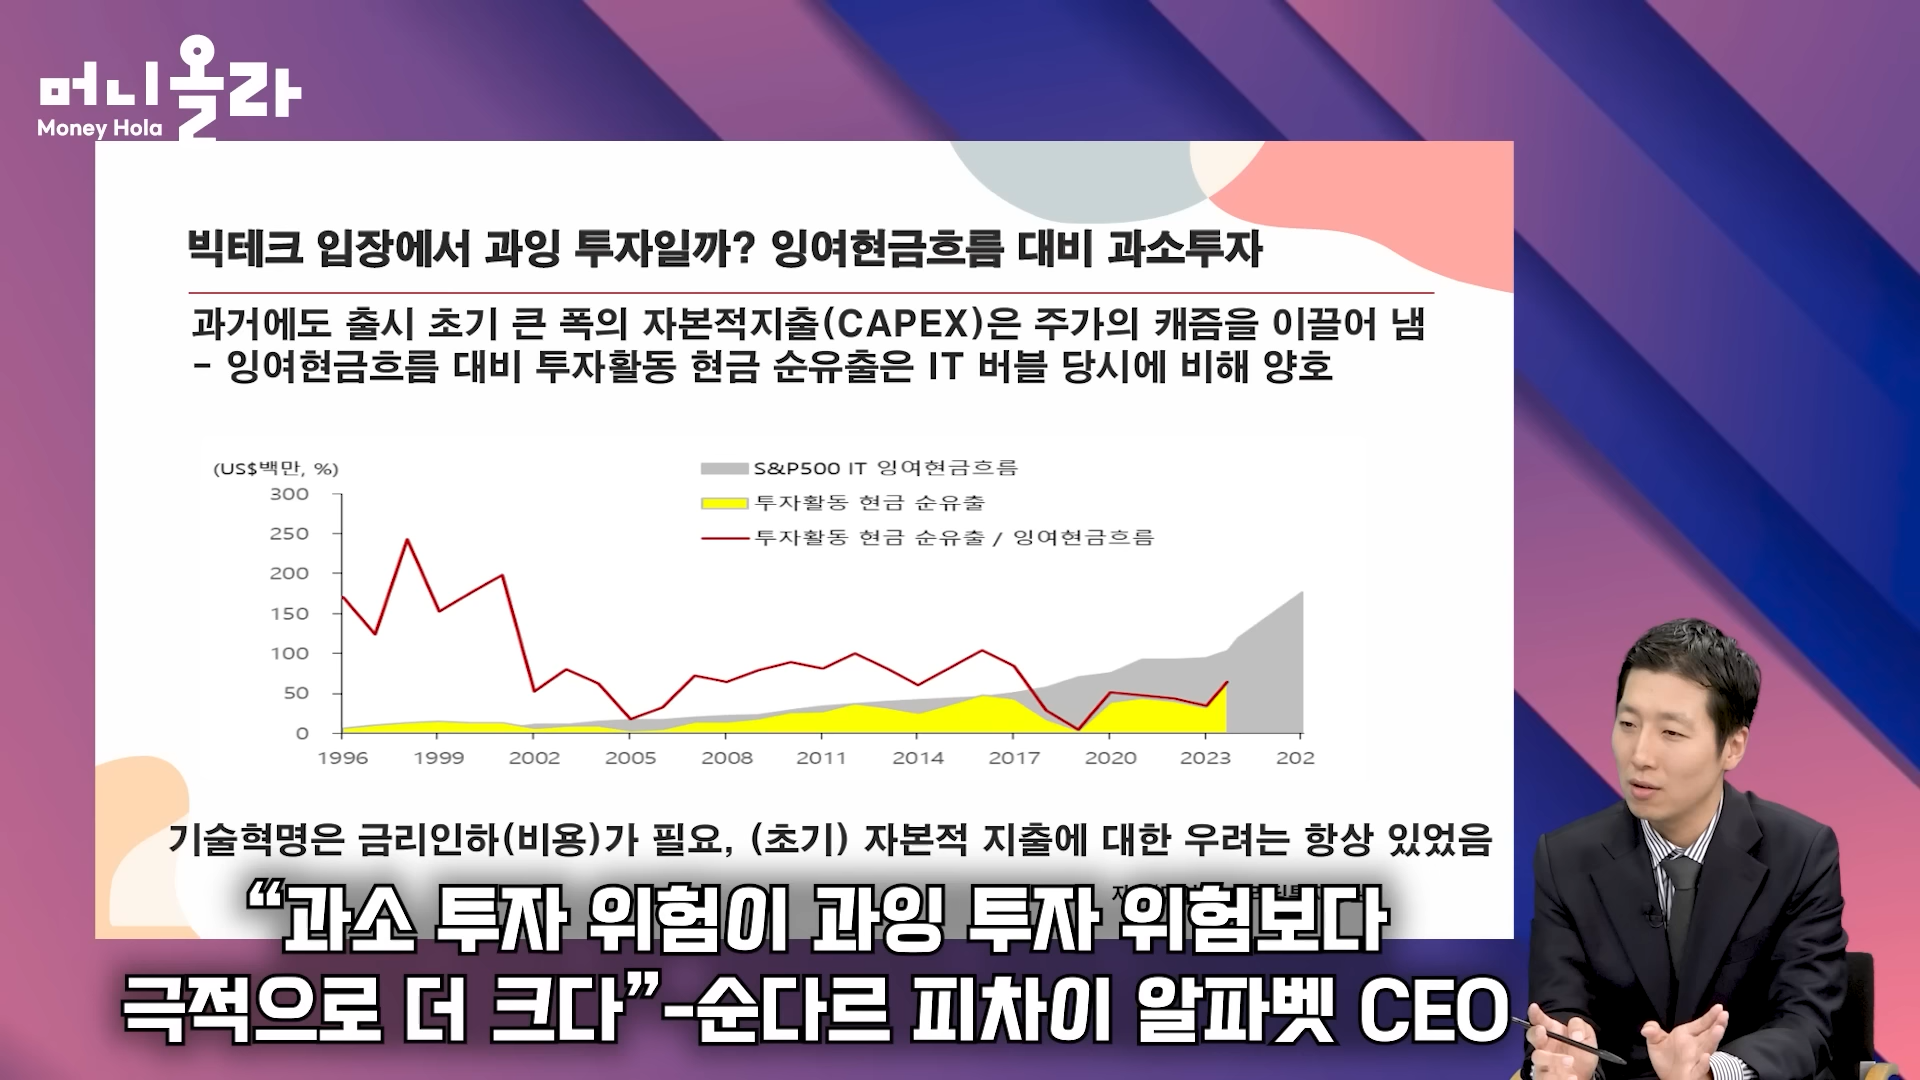 머니올라
Money Hola
빅테크 입장에서 과잉 투자일까? 잉여현금흐름 대비 과소투자
과거에도 출시 초기 큰 폭의 자본적지출(CAPEX)은 주가의 캐즘을 이끌어 냄
- 잉여현금흐름 대비 투자활동 현금 순유출은 IT 버블 당시에 비해 양호
(US$백만, %)
S&P500 IT 잉여현금흐름
투자활동 현금 순유출
투자활동 현금 순유출 / 잉여현금흐름
300
250
200
150
100
50
0
1996 1999 2002 2005 2008 2011 2014 2017 2020 2023 202
기술혁명은 금리인하(비용)가 필요, (초기) 자본적 지출에 대한 우려는 항상 있었음
“과소 투자 위험이 과잉 투자 위험보다
극적으로 더 크다”-순다르 피차이 알파벳 CEO